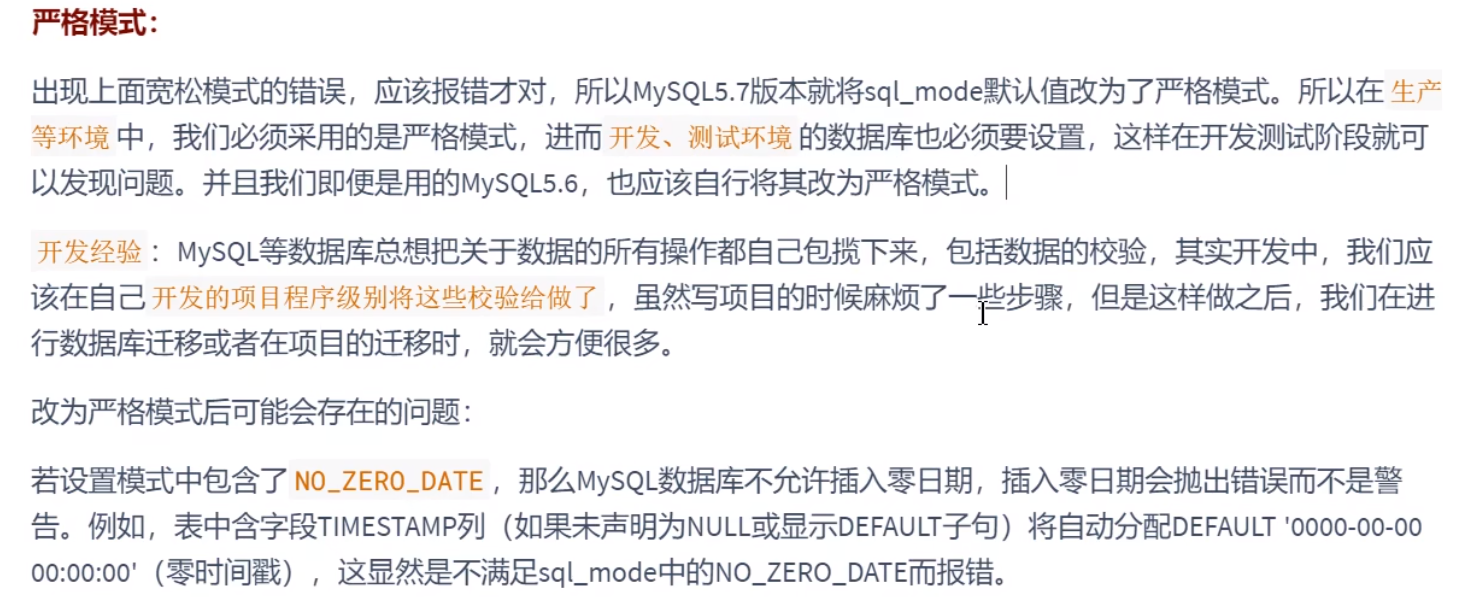 严格模式：
出现上面宽松模式的错误，应该报错才对，所以MySQL5.7版本就将sql_mode默认值改为了严格模式。所以在 生产
等环境 中，我们必须采用的是严格模式，进而 开发、测试环境 的数据库也必须要设置，这样在开发测试阶段就可
以发现问题。并且我们即便是用的MySQL5.6，也应该自行将其改为严格模式。
开发经验 ：MySQL等数据库总想把关于数据的所有操作都自己包揽下来，包括数据的校验，其实开发中，我们应
该在自己 开发的项目程序级别将这些校验给做了 ，虽然写项目的时候麻烦了一些步骤，但是这样做之后，我们在进
行数据库迁移或者在项目的迁移时，就会方便很多。
改为严格模式后可能会存在的问题：
若设置模式中包含了 NO_ZERO_DATE ，那么MySQL数据库不允许插入零日期，插入零日期会抛出错误而不是警
告。例如，表中含字段TIMESTAMP列（如果未声明为NULL或显示DEFAULT子句）将自动分配DEFAULT '0000-00-00
00:00:00'（零时间戳），这显然是不满足sql_mode中的NO_ZERO_DATE而报错。